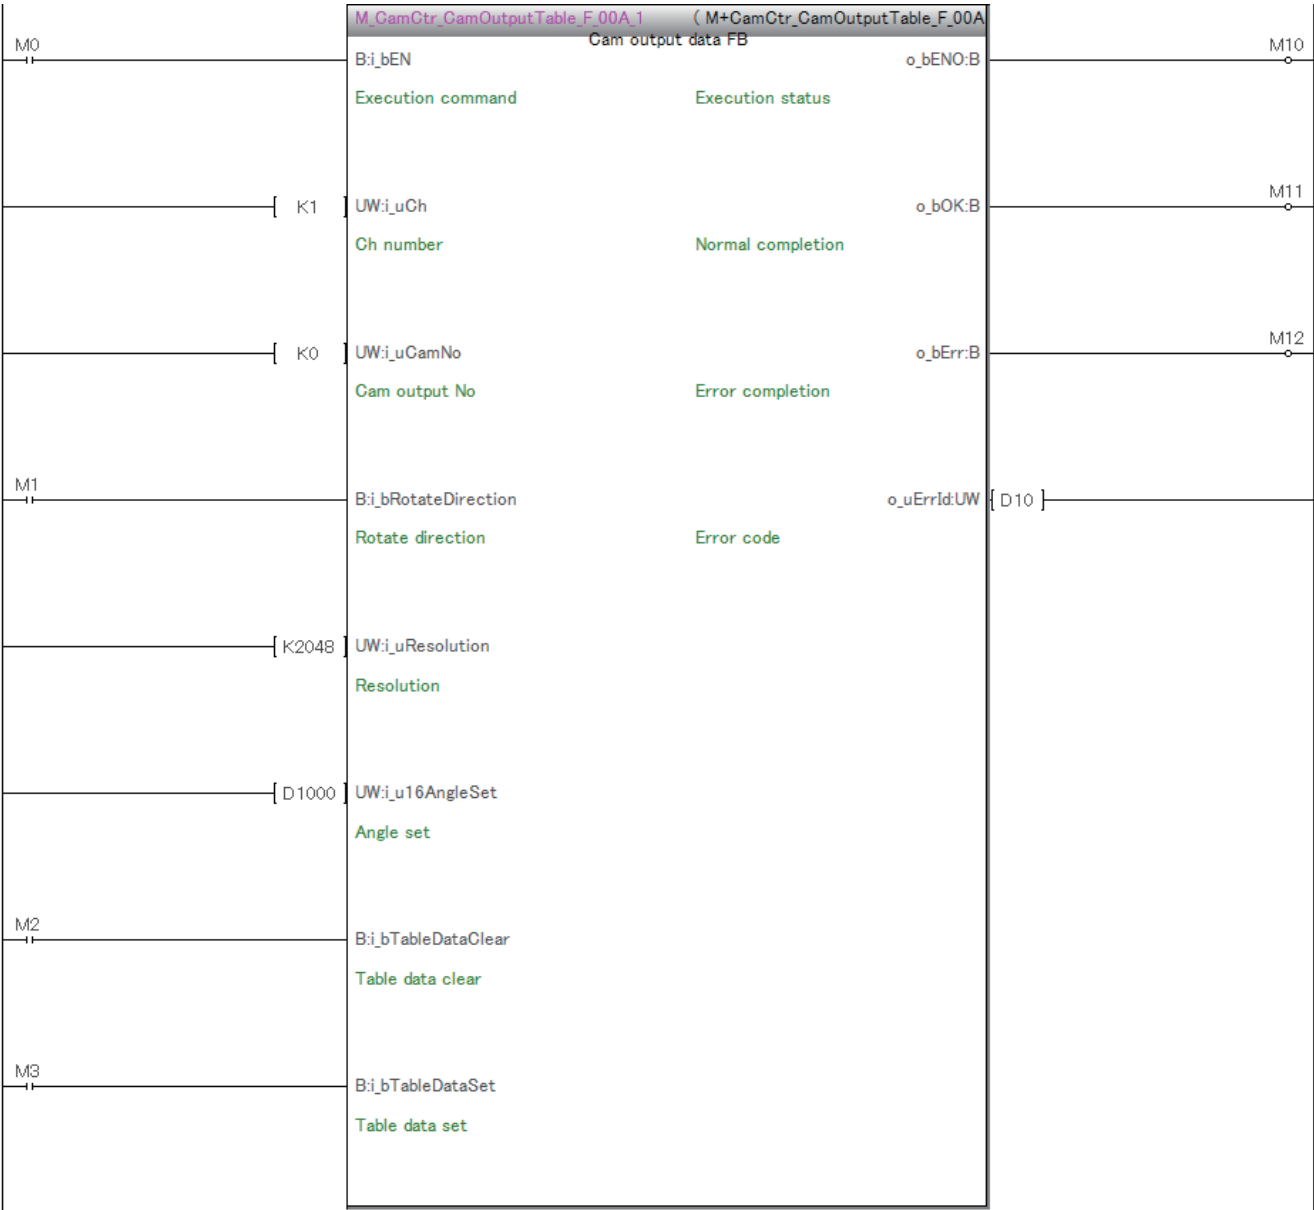 M_CamCtr_CamOutputTable_F_00A_1 ( M+CamCtr_CamOutputTable_F_00A
Cam output data FB
M0 B:i_bEN o_bENO:B M10
Execution command Execution status
K1 UW:i_uCh o_bOK:B M11
Ch number Normal completion
K0 UW:i_uCamNo o_bErr:B M12
Cam output No Error completion
M1 B:i_bRotateDirection o_uErrId:UW D10
Rotate direction Error code
K2048 UW:i_uResolution
Resolution
D1000 UW:i_u16AngleSet
Angle set
M2 B:i_bTableDataClear
Table data clear
M3 B:i_bTableDataSet
Table data set